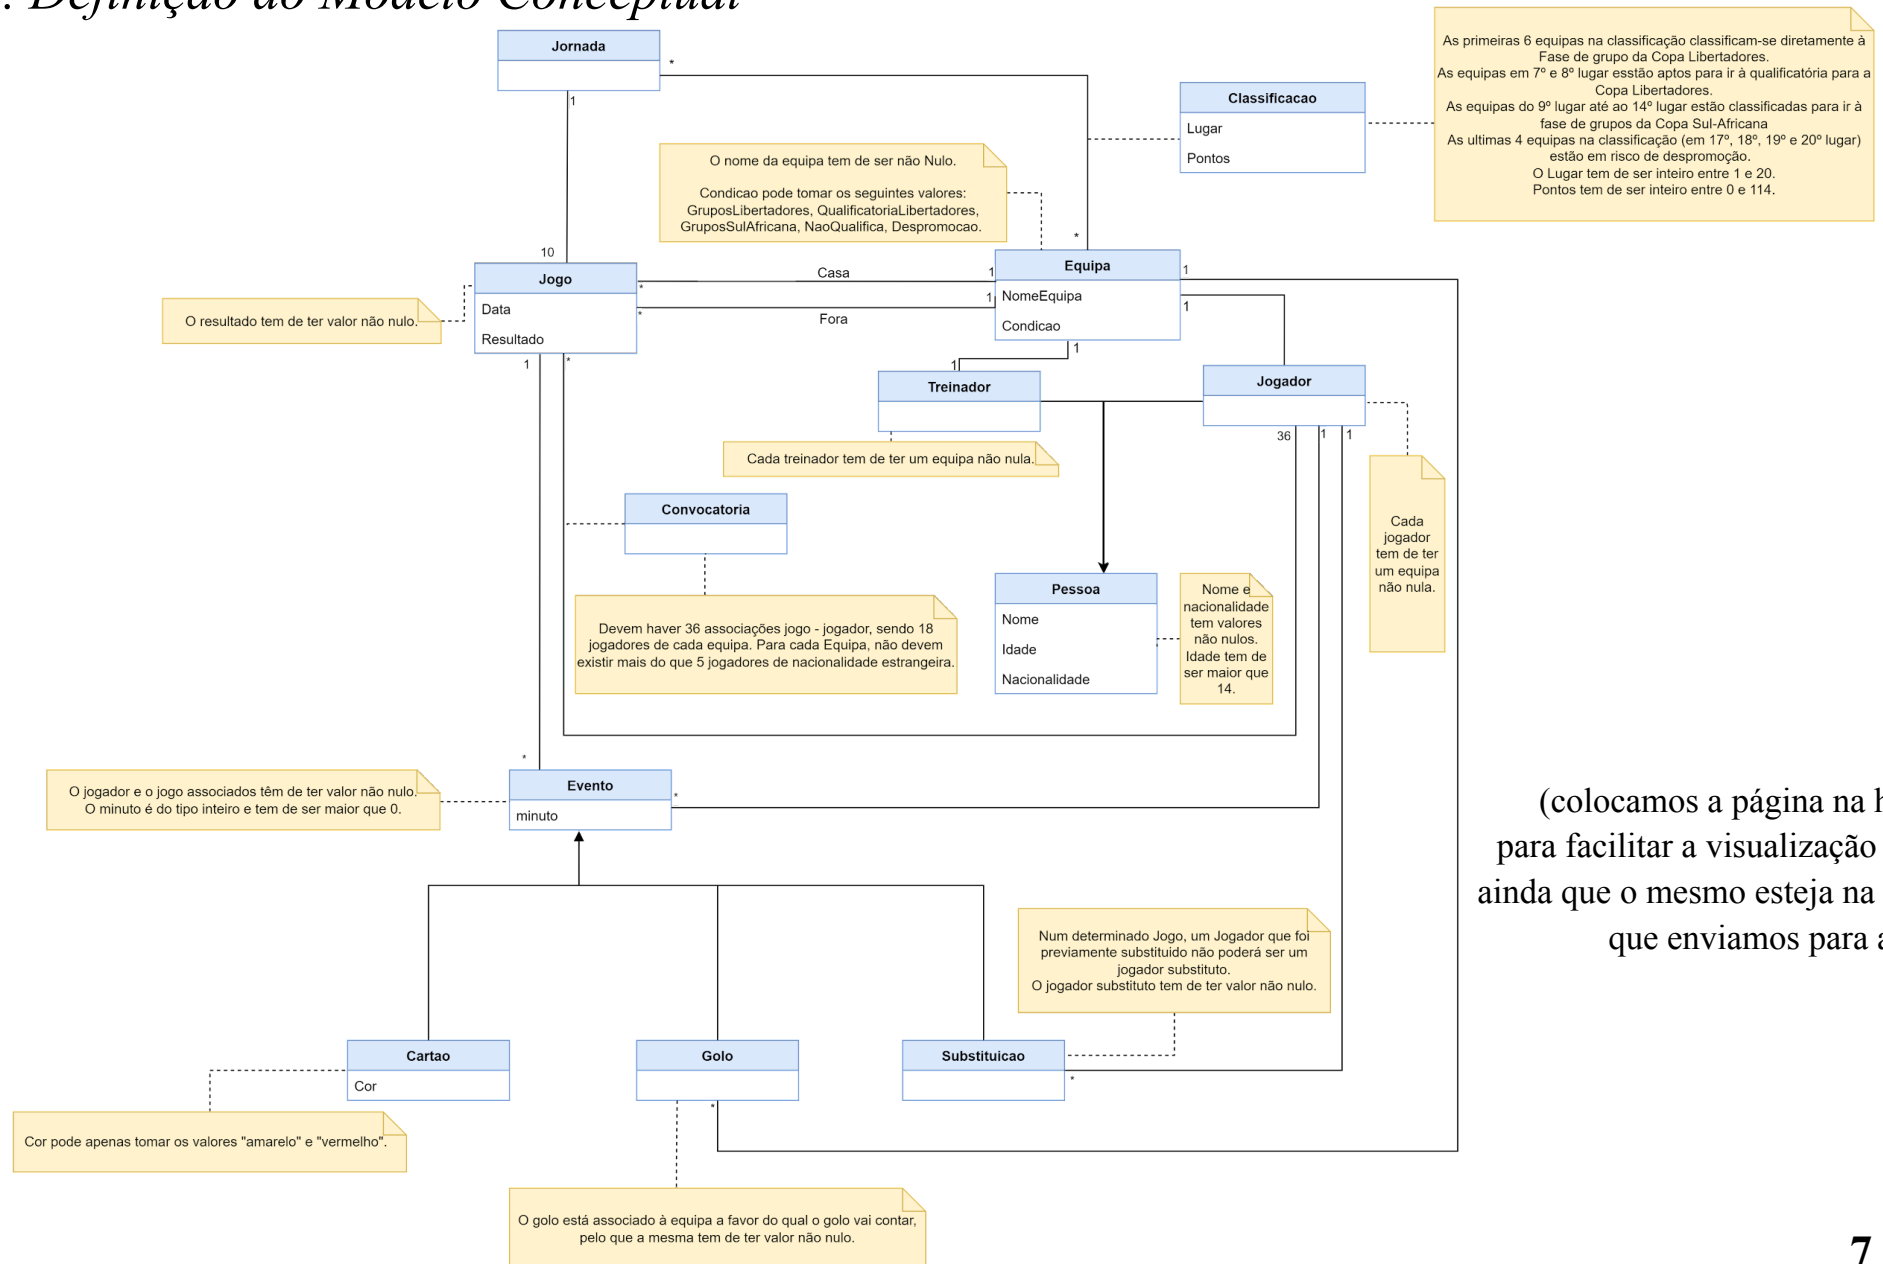 . Definição do Modelo Conceptual
Jornada
*
1
As primeiras 6 equipas na classificação classificam-se diretamente à
Fase de grupo da Copa Libertadores.
As equipas em 7º e 8º lugar esstão aptos para ir à qualificatória para a
Copa Libertadores.
As equipas do 9º lugar até ao 14º lugar estão classificadas para ir à
fase de grupos da Copa Sul-Africana
As ultimas 4 equipas na classificação (em 17º, 18º, 19º e 20º lugar)
estão em risco de despromoção.
O Lugar tem de ser inteiro entre 1 e 20.
Pontos tem de ser inteiro entre 0 e 114.
Classificacao
Lugar
Pontos
O nome da equipa tem de ser não Nulo.
Condicao pode tomar os seguintes valores:
GruposLibertadores, QualificatoriaLibertadores,
GruposSulAfricana, NaoQualifica, Despromocao.
*
10
Jogo
Data
Resultado
*
Casa
1
*
Fora
1
Equipa
NomeEquipa
Condicao
1
1
1
O resultado tem de ter valor não nulo.
1
*
1
Treinador
Jogador
36
1
1
Cada treinador tem de ter um equipa não nula.
Cada
jogador
tem de ter
um equipa
não nula.
Convocatoria
Devem haver 36 associações jogo - jogador, sendo 18
jogadores de cada equipa. Para cada Equipa, não devem
existir mais do que 5 jogadores de nacionalidade estrangeira.
Pessoa
Nome
Idade
Nacionalidade
Nome e
nacionalidade
tem valores
não nulos.
Idade tem de
ser maior que
14.
*
Evento
minuto
*
O jogador e o jogo associados têm de ter valor não nulo.
O minuto é do tipo inteiro e tem de ser maior que 0.
(colocamos a página na h
para facilitar a visualização
ainda que o mesmo esteja na
que enviamos para a
Num determinado Jogo, um Jogador que foi
previamente substituido não poderá ser um
jogador substituto.
O jogador substituto tem de ter valor não nulo.
Cartao
Cor
Golo
*
Substituicao
*
Cor pode apenas tomar os valores "amarelo" e "vermelho".
O golo está associado à equipa a favor do qual o golo vai contar,
pelo que a mesma tem de ter valor não nulo.
7